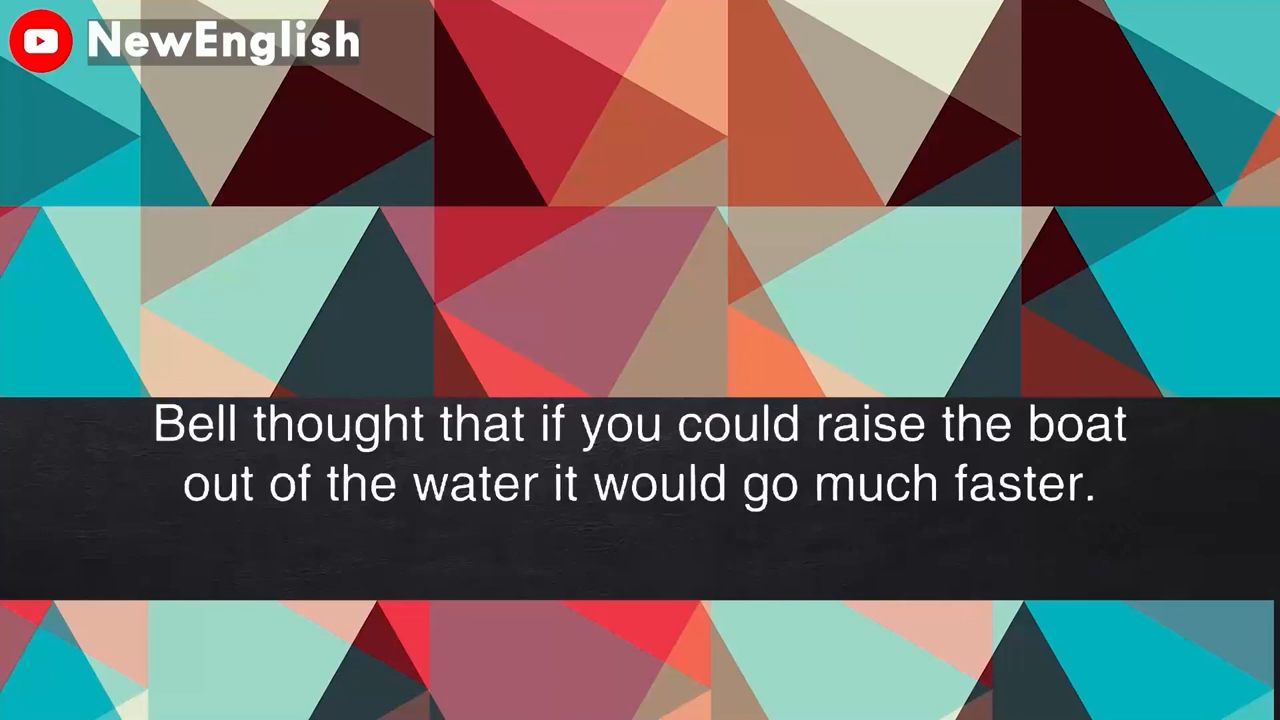 NewEnglish
Bell thought that if you could raise the boat
out of the water it would go much faster.